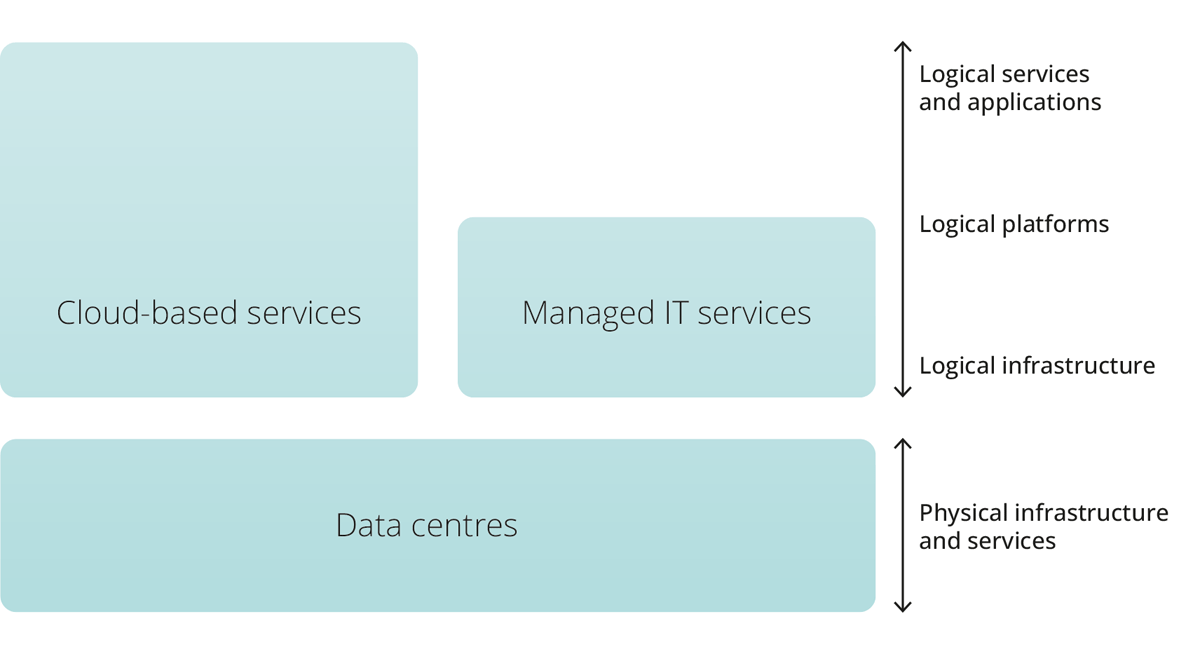 Logical services
and applications
Logical platforms
Cloud-based services
Managed IT services
Logical infrastructure
Data centres
Physical infrastructure
and services